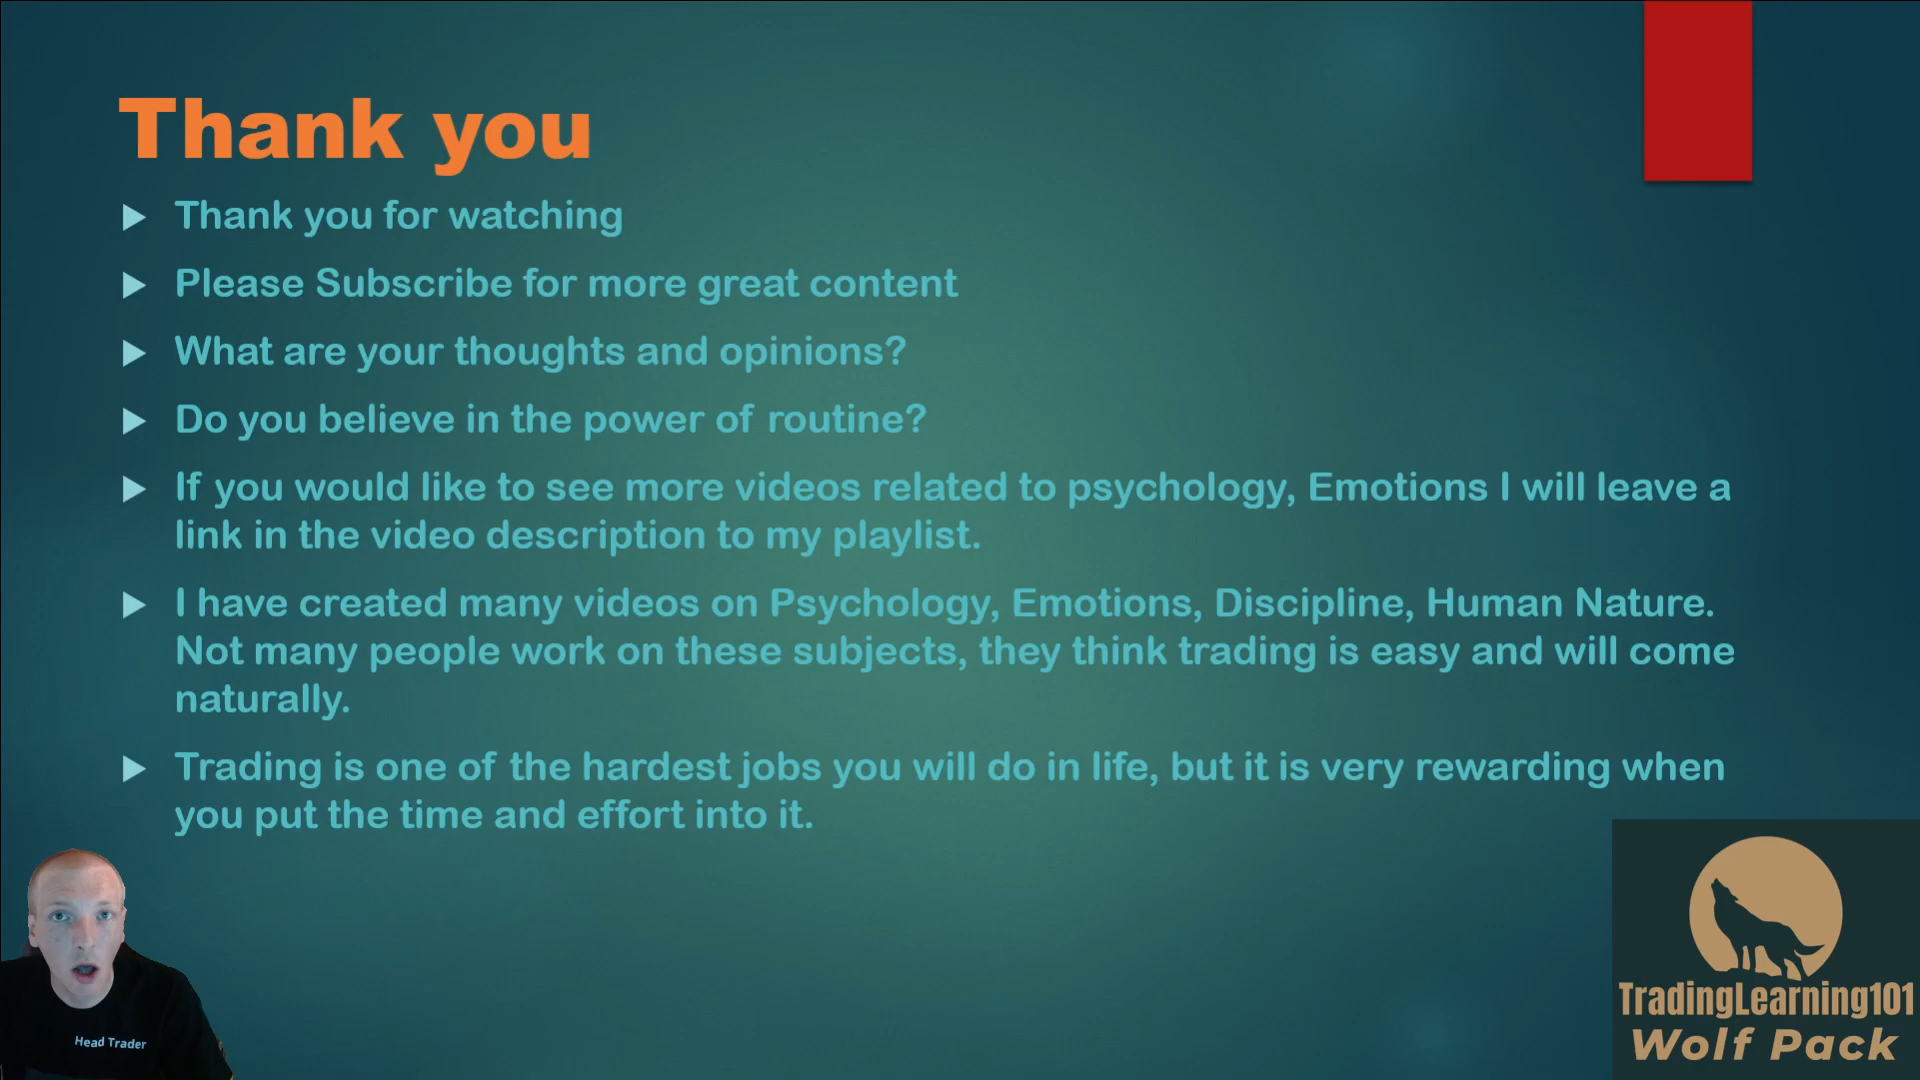 Thank you
Thank you for watching
Please Subscribe for more great content
What are your thoughts and opinions?
Do you believe in the power of routine?
If you would like to see more videos related to psychology, Emotions I will leave a
link in the video description to my playlist.
I have created many videos on Psychology, Emotions, Discipline, Human Nature.
Not many people work on these subjects, they think trading is easy and will come
naturally.
Trading is one of the hardest jobs you will do in life, but it is very rewarding when
you put the time and effort into it.
Head Trader
TradingLearning101
Wolf Pack